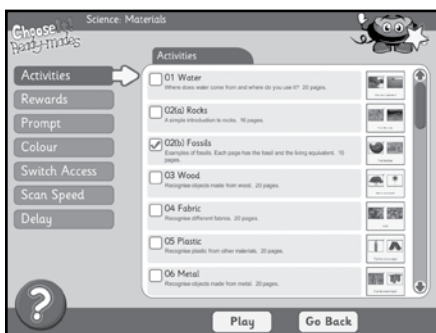 Science: Materials
Choose It!
Ready-mades
Activities
Activities
Rewards
Prompt
Colour
Switch Access
Scan Speed
Delay
01 Water
Where does water come from and where do you use it? 20 pages.
02(a) Rocks
A simple introduction to rocks. 16 pages.
02(b) Fossils
Examples of fossils. Each page has the fossil and the living equivalent. 15
pages.
03 Wood
Recognise objects made from wood. 20 pages.
04 Fabric
Recognise different fabrics. 20 pages.
05 Plastic
Recognise plastic from other materials. 20 pages.
06 Metal
Recognise objects made from metal. 20 pages.
?
Play
Go Back